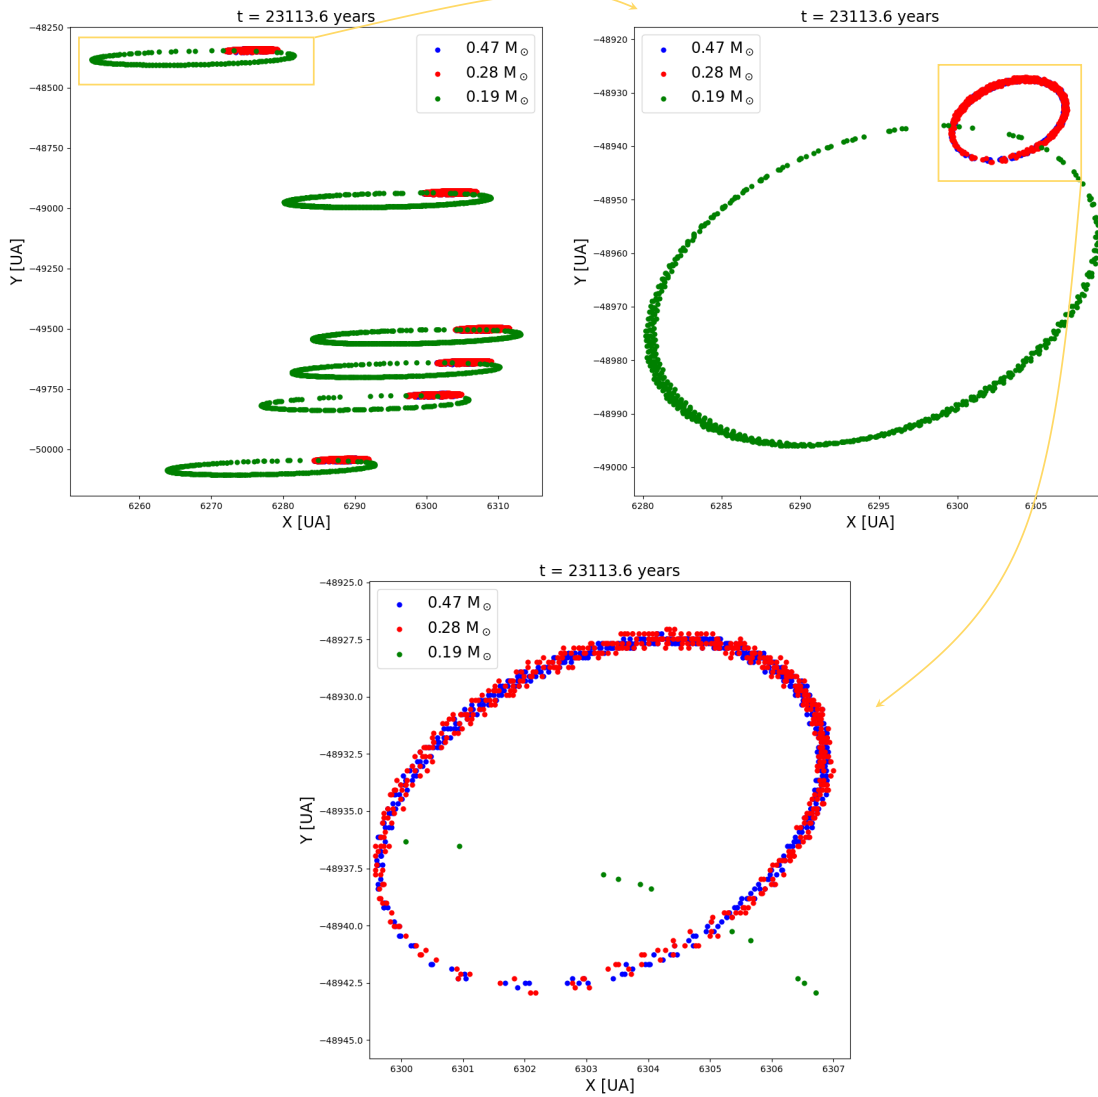 t = 23113.6 years
−48250
−48500
−48750
−49000
−49250
−49500
−49750
−50000
Y [UA]
0.47 M☉
0.28 M☉
0.19 M☉
6260
6270
6280
6290
6300
6310
X [UA]
t = 23113.6 years
−48920
−48930
−48940
−48950
−48960
−48970
−48980
−48990
−49000
Y [UA]
0.47 M☉
0.28 M☉
0.19 M☉
6280
6285
6290
6295
6300
6305
X [UA]
t = 23113.6 years
−48925.0
−48927.5
−48930.0
−48932.5
−48935.0
−48937.5
−48940.0
−48942.5
−48945.0
Y [UA]
0.47 M☉
0.28 M☉
0.19 M☉
6300
6301
6302
6303
6304
6305
6306
6307
X [UA]